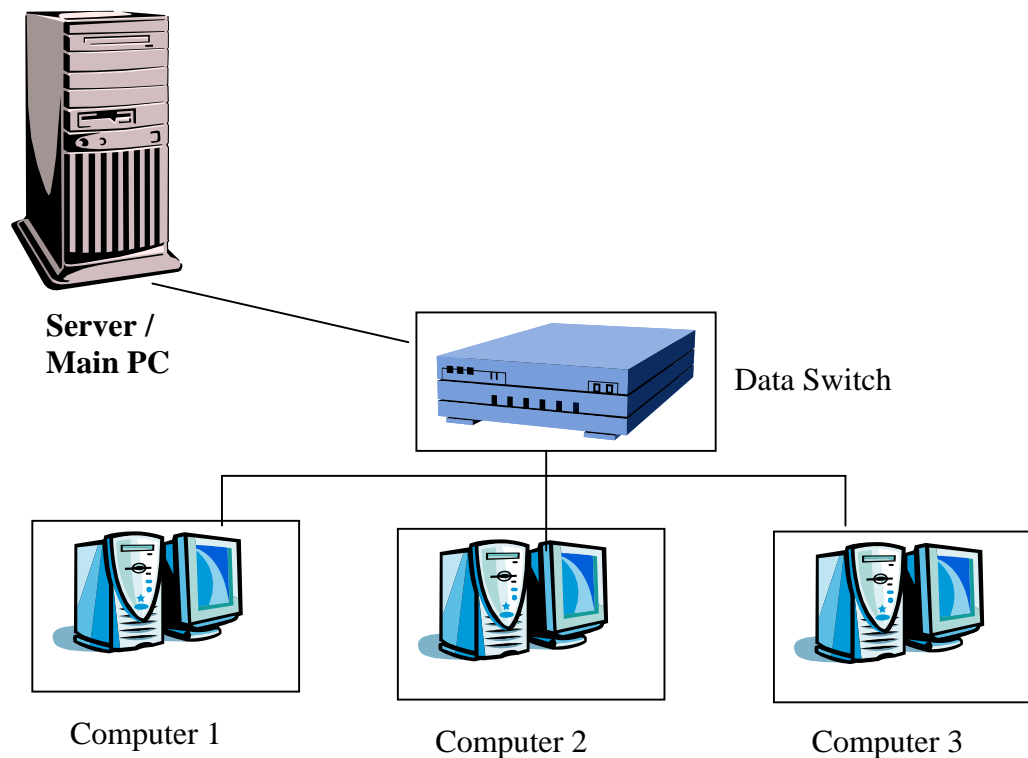 Server /
Main PC
Data Switch
Computer 1
Computer 2
Computer 3